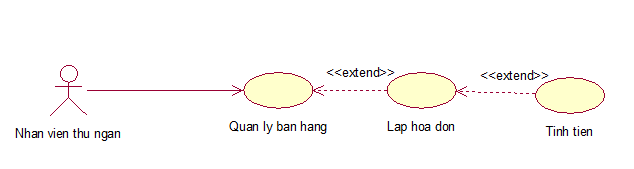 <<extend>>
<<extend>>
Nhan vien thu ngan
Quan ly ban hang
Lap hoa don
Tinh tien